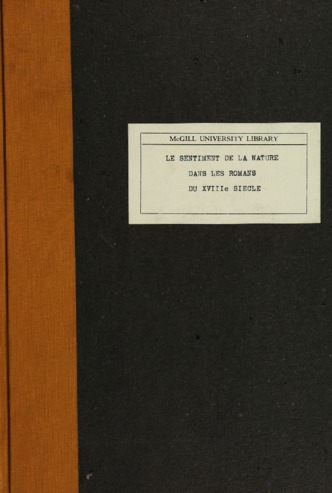 McGILL UNIVERSITY LIBRARY
LE SENTIMENT DE LA NATURE
DANS LES ROMANS
DU XVIIIe SIECLE